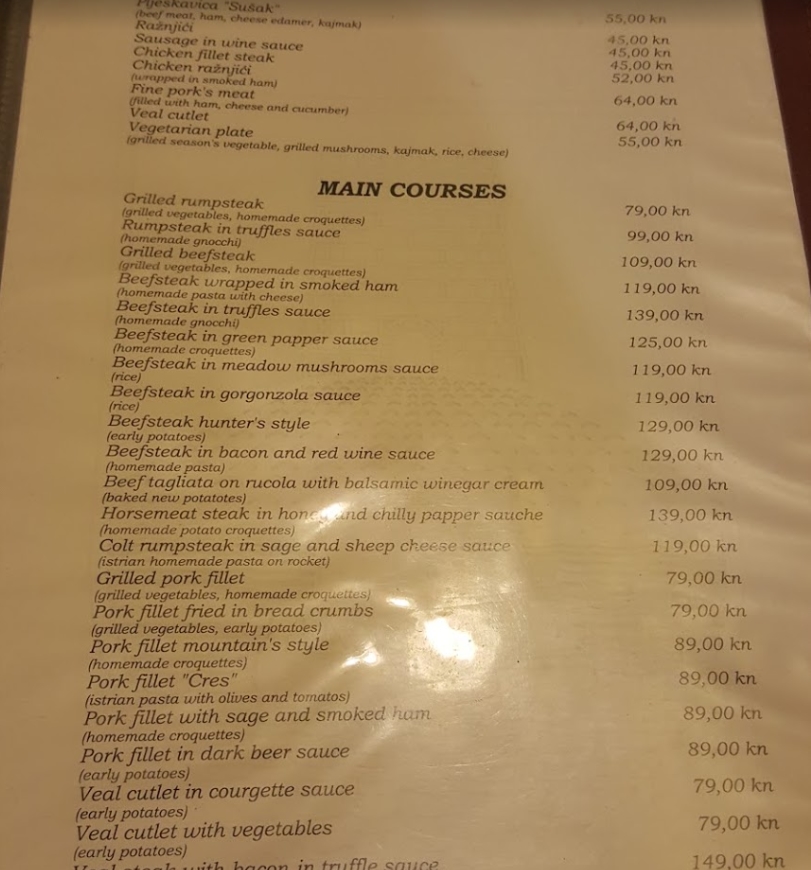 Pljeskavica "Sušak" 55,00 kn
(beef meat, ham, cheese edamer, kajmak)
Ražnjići 45,00 kn
Sausage in wine sauce 45,00 kn
Chicken fillet steak 45,00 kn
Chicken ražnjići 52,00 kn
(wrapped in smoked ham)
Fine pork's meat 64,00 kn
(filled with ham, cheese and cucumber)
Veal cutlet 64,00 kn
Vegetarian plate 55,00 kn
(grilled season's vegetable, grilled mushrooms, kajmak, rice, cheese)
MAIN COURSES
Grilled rumpsteak 79,00 kn
(grilled vegetables, homemade croquettes)
Rumpsteak in truffles sauce 99,00 kn
(homemade gnocchi)
Grilled beefsteak 109,00 kn
(grilled vegetables, homemade croquettes)
Beefsteak wrapped in smoked ham 119,00 kn
(homemade pasta with cheese)
Beefsteak in truffles sauce 139,00 kn
(homemade gnocchi)
Beefsteak in green papper sauce 125,00 kn
(homemade croquettes)
Beefsteak in meadow mushrooms sauce 119,00 kn
(rice)
Beefsteak in gorgonzola sauce 119,00 kn
(rice)
Beefsteak hunter's style 129,00 kn
(early potatoes)
Beefsteak in bacon and red wine sauce 129,00 kn
(homemade pasta)
Beef tagliata on rucola with balsamic winegar cream 109,00 kn
(baked new potatotes)
Horsemeat steak in honey and chilly papper sauche 139,00 kn
(homemade potato croquettes)
Colt rumpsteak in sage and sheep cheese sauce 119,00 kn
(istrian homemade pasta on rocket)
Grilled pork fillet 79,00 kn
(grilled vegetables, homemade croquettes)
Pork fillet fried in bread crumbs 79,00 kn
(grilled vegetables, early potatoes)
Pork fillet mountain's style 89,00 kn
(homemade croquettes)
Pork fillet "Cres" 89,00 kn
(istrian pasta with olives and tomatos)
Pork fillet with sage and smoked ham 89,00 kn
(homemade croquettes)
Pork fillet in dark beer sauce 89,00 kn
(early potatoes)
Veal cutlet in courgette sauce 79,00 kn
(early potatoes)
Veal cutlet with vegetables 79,00 kn
(early potatoes)
Veal steak with bacon in truffle sauce 149,00 kn